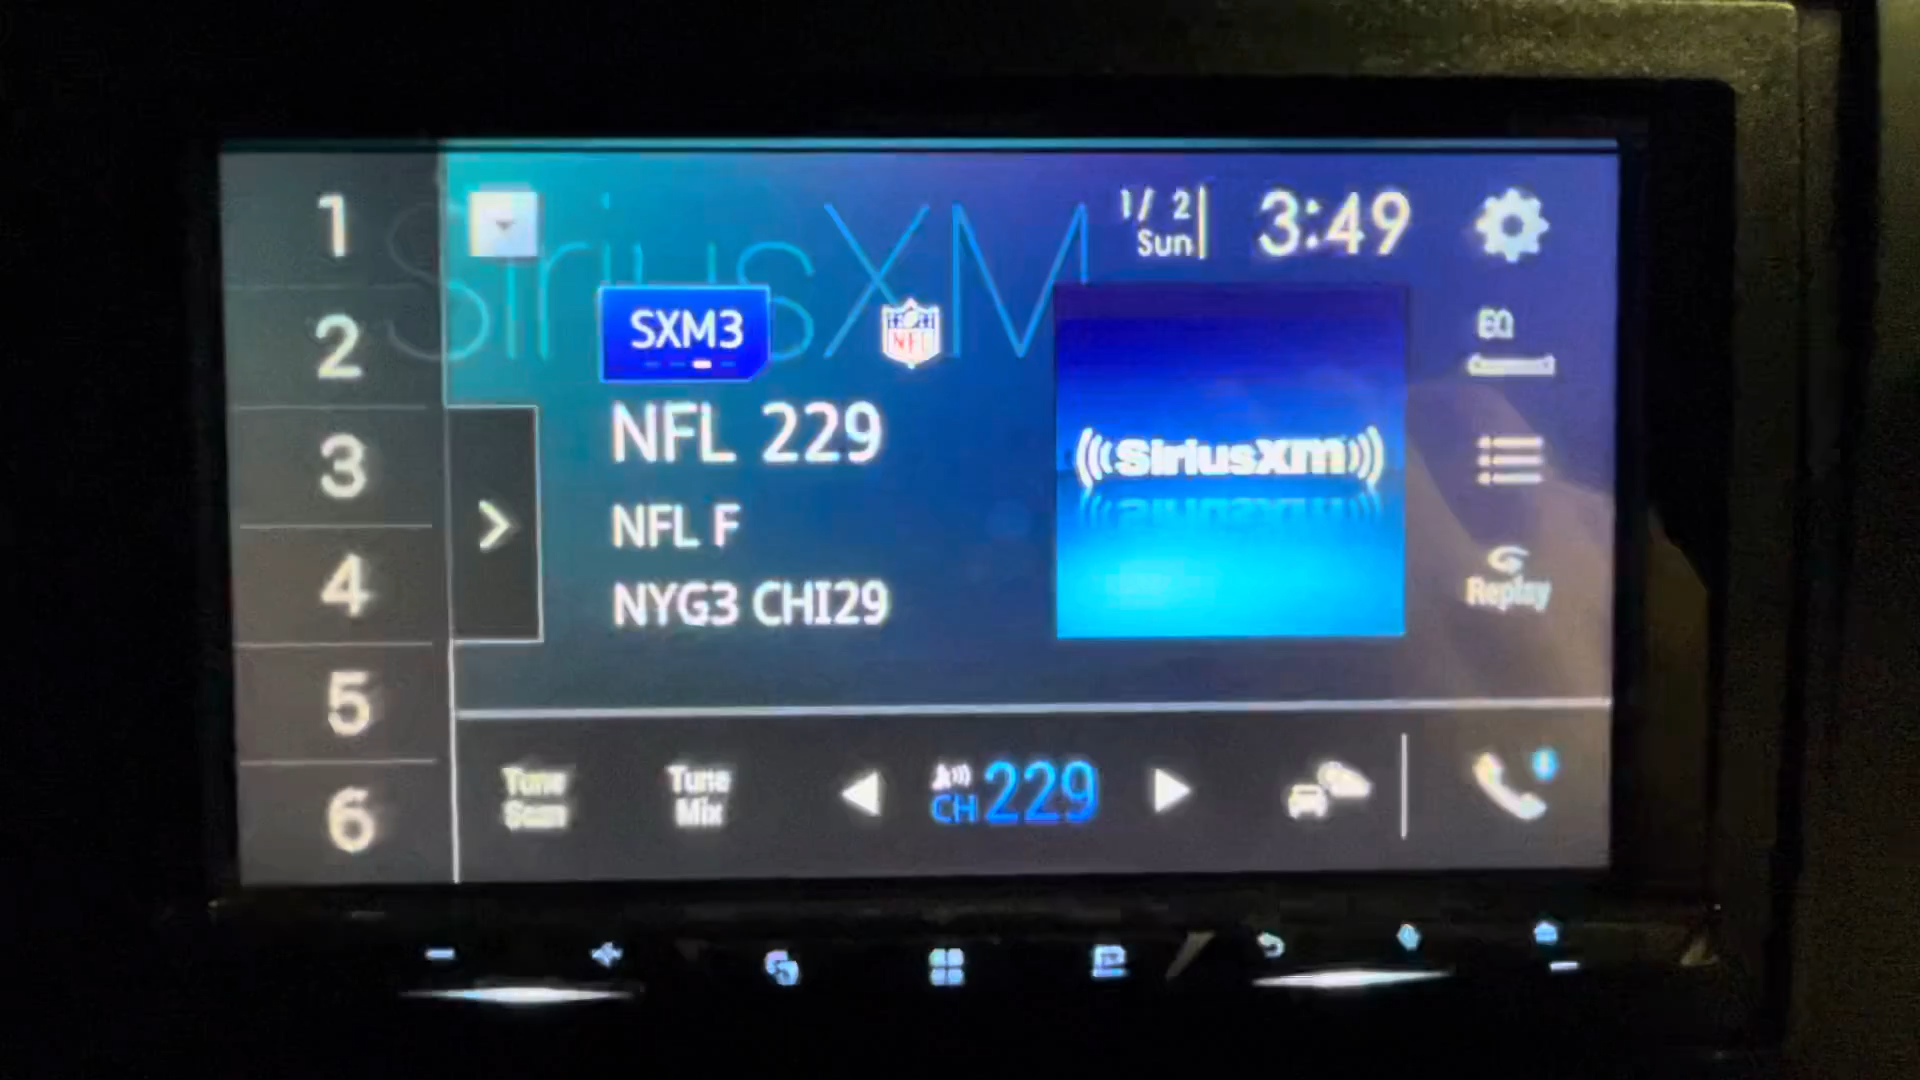 1
2
3
4
5
6
SiriusXM
1/ 2
Sun
3:49
SXM3
NFL
NFL 229
NFL F
NYG3 CHI29
SiriusXM
EQ
Replay
Tune
Scan
Tune
Mix
CH 229